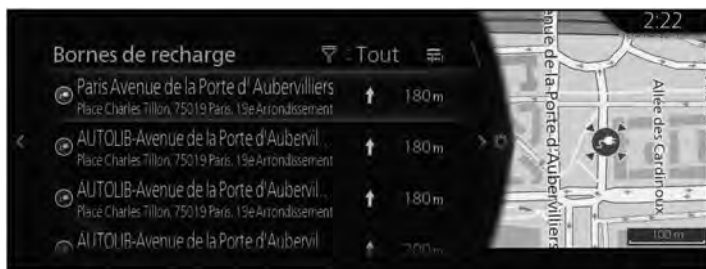 2:22
Bornes de recharge : Tout
Paris Avenue de la Porte d'Aubervilliers 180 m
Place Charles Tillon, 75019 Paris, 19e Arrondissement
AUTOLIB-Avenue de la Porte d'Aubervil... 180 m
Place Charles Tillon, 75019 Paris, 19e Arrondissement
AUTOLIB-Avenue de la Porte d'Aubervil... 180 m
Place Charles Tillon, 75019 Paris, 19e Arrondissement
AUTOLIB-Avenue de la Porte d'Aubervil 200 m
Avenue de la Porte d'Aubervilliers
Allée des Cardinoux
100 m